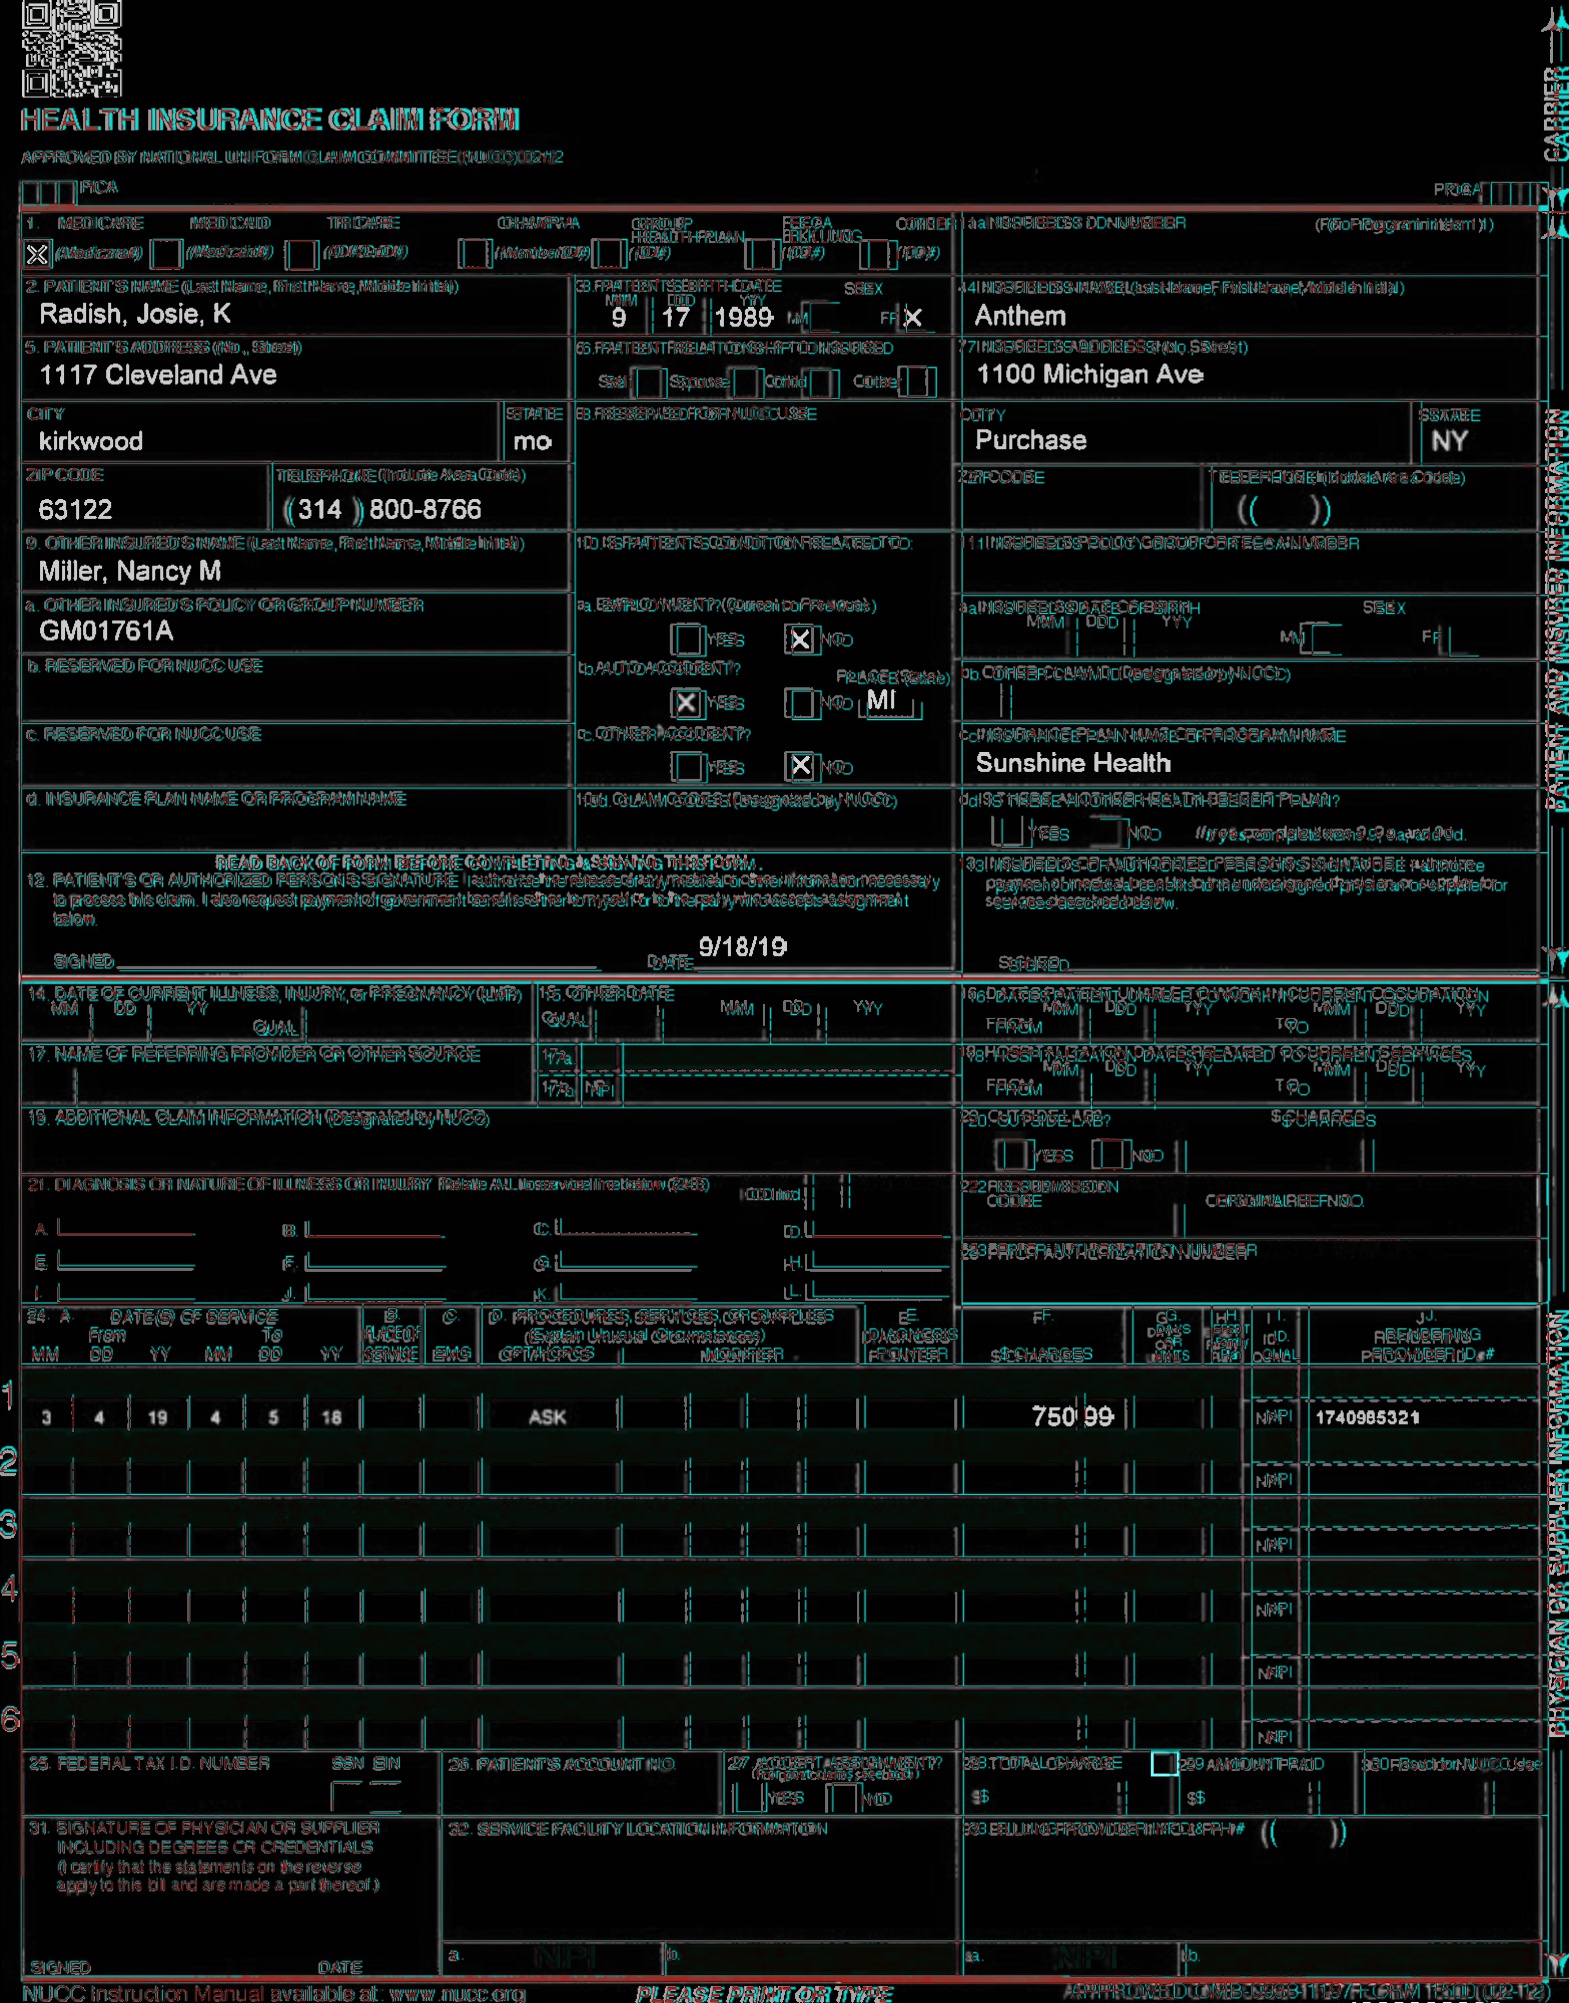 HEALTH INSURANCE CLAIM FORM
APPROVED BY NATIONAL UNIFORM CLAIM COMMITTEE (NUCC) 02/12
PICA PICA
CARRIER
1. MEDICARE MEDICAID TRICARE CHAMPVA GROUP HEALTH PLAN FECA BLK LUNG OTHER 1a. INSURED'S I.D. NUMBER (For Program in Item 1)
X (Medicare#) (Medicaid#) (ID#/DoD#) (Member ID#) (ID#) (ID#) (ID#)
2. PATIENT'S NAME (Last Name, First Name, Middle Initial) 3. PATIENT'S BIRTH DATE SEX 4. INSURED'S NAME (Last Name, First Name, Middle Initial)
MM DD YY
Radish, Josie, K 9 17 1989 M F X Anthem
5. PATIENT'S ADDRESS (No., Street) 6. PATIENT RELATIONSHIP TO INSURED 7. INSURED'S ADDRESS (No., Street)
1117 Cleveland Ave Self Spouse Child Other 1100 Michigan Ave
CITY STATE 8. RESERVED FOR NUCC USE CITY STATE
kirkwood mo Purchase NY
ZIP CODE TELEPHONE (Include Area Code) ZIP CODE TELEPHONE (Include Area Code)
63122 (314) 800-8766 ( )
9. OTHER INSURED'S NAME (Last Name, First Name, Middle Initial) 10. IS PATIENT'S CONDITION RELATED TO: 11. INSURED'S POLICY GROUP OR FECA NUMBER
Miller, Nancy M
a. OTHER INSURED'S POLICY OR GROUP NUMBER a. EMPLOYMENT? (Current or Previous) a. INSURED'S DATE OF BIRTH SEX
MM DD YY
GM01761A YES X NO M F
b. RESERVED FOR NUCC USE b. AUTO ACCIDENT? PLACE (State) b. OTHER CLAIM ID (Designated by NUCC)
X YES NO MI
c. RESERVED FOR NUCC USE c. OTHER ACCIDENT? c. INSURANCE PLAN NAME OR PROGRAM NAME
YES X NO Sunshine Health
d. INSURANCE PLAN NAME OR PROGRAM NAME 10d. CLAIM CODES (Designated by NUCC) d. IS THERE ANOTHER HEALTH BENEFIT PLAN?
YES NO If yes, complete items 9, 9a, and 9d.
PATIENT AND INSURED INFORMATION
READ BACK OF FORM BEFORE COMPLETING & SIGNING THIS FORM.
12. PATIENT'S OR AUTHORIZED PERSON'S SIGNATURE I authorize the release of any medical or other information necessary
to process this claim. I also request payment of government benefits either to myself or to the party who accepts assignment
below.
SIGNED DATE 9/18/19
13. INSURED'S OR AUTHORIZED PERSON'S SIGNATURE I authorize
payment of medical benefits to the undersigned physician or supplier for
services described below.
SIGNED
14. DATE OF CURRENT ILLNESS, INJURY, or PREGNANCY (LMP) 15. OTHER DATE 16. DATES PATIENT UNABLE TO WORK IN CURRENT OCCUPATION
MM DD YY QUAL. QUAL. MM DD YY FROM MM DD YY TO MM DD YY
17. NAME OF REFERRING PROVIDER OR OTHER SOURCE 17a. 18. HOSPITALIZATION DATES RELATED TO CURRENT SERVICES
17b. NPI FROM MM DD YY TO MM DD YY
19. ADDITIONAL CLAIM INFORMATION (Designated by NUCC) 20. OUTSIDE LAB? $ CHARGES
YES NO
21. DIAGNOSIS OR NATURE OF ILLNESS OR INJURY Relate A-L to service line below (24E) ICD Ind. 22. RESUBMISSION CODE ORIGINAL REF. NO.
A. B. C. D.
E. F. G. H. 23. PRIOR AUTHORIZATION NUMBER
I. J. K. L.
24. A. DATE(S) OF SERVICE B. C. D. PROCEDURES, SERVICES, OR SUPPLIES E. F. G. H. I. J.
From To PLACE OF (Explain Unusual Circumstances) DIAGNOSIS DAYS OR ID. RENDERING
MM DD YY MM DD YY SERVICE EMG CPT/HCPCS MODIFIER POINTER $ CHARGES UNITS QUAL. PROVIDER ID. #
1 3 4 19 4 5 18 ASK 750 99 NPI 1740985321
2 NPI
3 NPI
4 NPI
5 NPI
6 NPI
PHYSICIAN OR SUPPLIER INFORMATION
25. FEDERAL TAX I.D. NUMBER SSN EIN 26. PATIENT'S ACCOUNT NO. 27. ACCEPT ASSIGNMENT? 28. TOTAL CHARGE 29. AMOUNT PAID 30. Rsvd for NUCC Use
(For govt. claims, see back)
YES NO $ $
31. SIGNATURE OF PHYSICIAN OR SUPPLIER 32. SERVICE FACILITY LOCATION INFORMATION 33. BILLING PROVIDER INFO & PH # ( )
INCLUDING DEGREES OR CREDENTIALS
(I certify that the statements on the reverse
apply to this bill and are made a part thereof.)
SIGNED DATE a. NPI b. a. NPI b.
NUCC Instruction Manual available at: www.nucc.org PLEASE PRINT OR TYPE